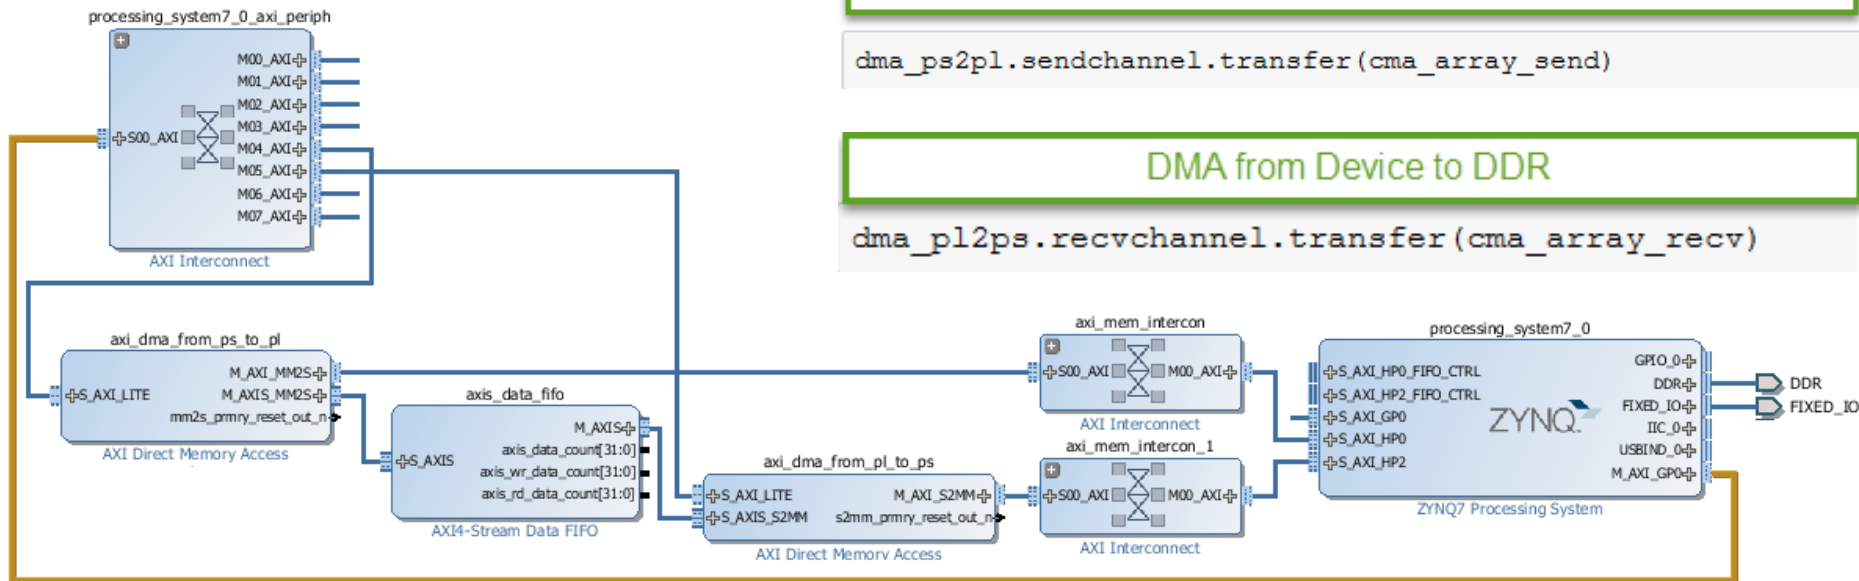 processing_system7_0_axi_periph
M00_AXI
M01_AXI
M02_AXI
M03_AXI
S00_AXI
M04_AXI
M05_AXI
M06_AXI
M07_AXI
AXI Interconnect
dma_ps2pl.sendchannel.transfer(cma_array_send)
DMA from Device to DDR
dma_pl2ps.recvchannel.transfer(cma_array_recv)
axi_dma_from_ps_to_pl
M_AXI_MM2S
S_AXI_LITE
M_AXIS_MM2S
mm2s_prmry_reset_out_n
AXI Direct Memory Access
axis_data_fifo
M_AXIS
axis_data_count[31:0]
S_AXIS
axis_wr_data_count[31:0]
axis_rd_data_count[31:0]
AXI4-Stream Data FIFO
axi_dma_from_pl_to_ps
S_AXI_LITE
M_AXI_S2MM
S_AXIS_S2MM
s2mm_prmry_reset_out_n
AXI Direct Memory Access
axi_mem_intercon
S00_AXI
M00_AXI
AXI Interconnect
axi_mem_intercon_1
S00_AXI
M00_AXI
AXI Interconnect
processing_system7_0
GPIO_0
S_AXI_HP0_FIFO_CTRL
DDR
DDR
S_AXI_HP2_FIFO_CTRL
FIXED_IO
FIXED_IO
S_AXI_GP0
ZYNQ
IIC_0
S_AXI_HP0
USBIND_0
S_AXI_HP2
M_AXI_GP0
ZYNQ7 Processing System